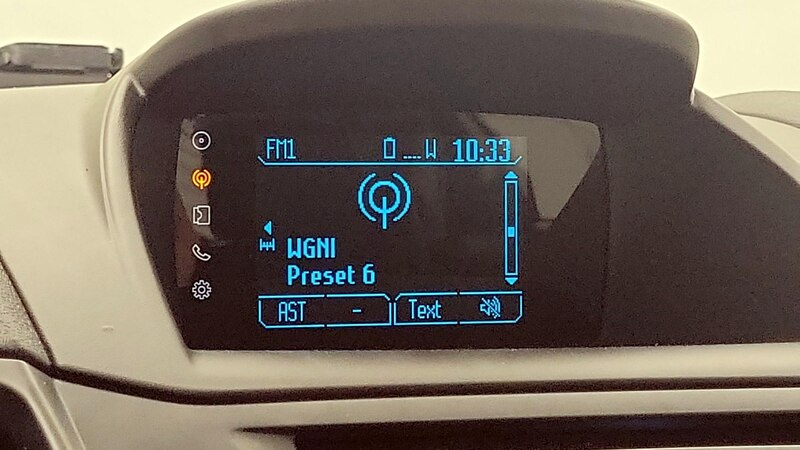 FM1 W 10:33
WGNI
Preset 6
AST - Text